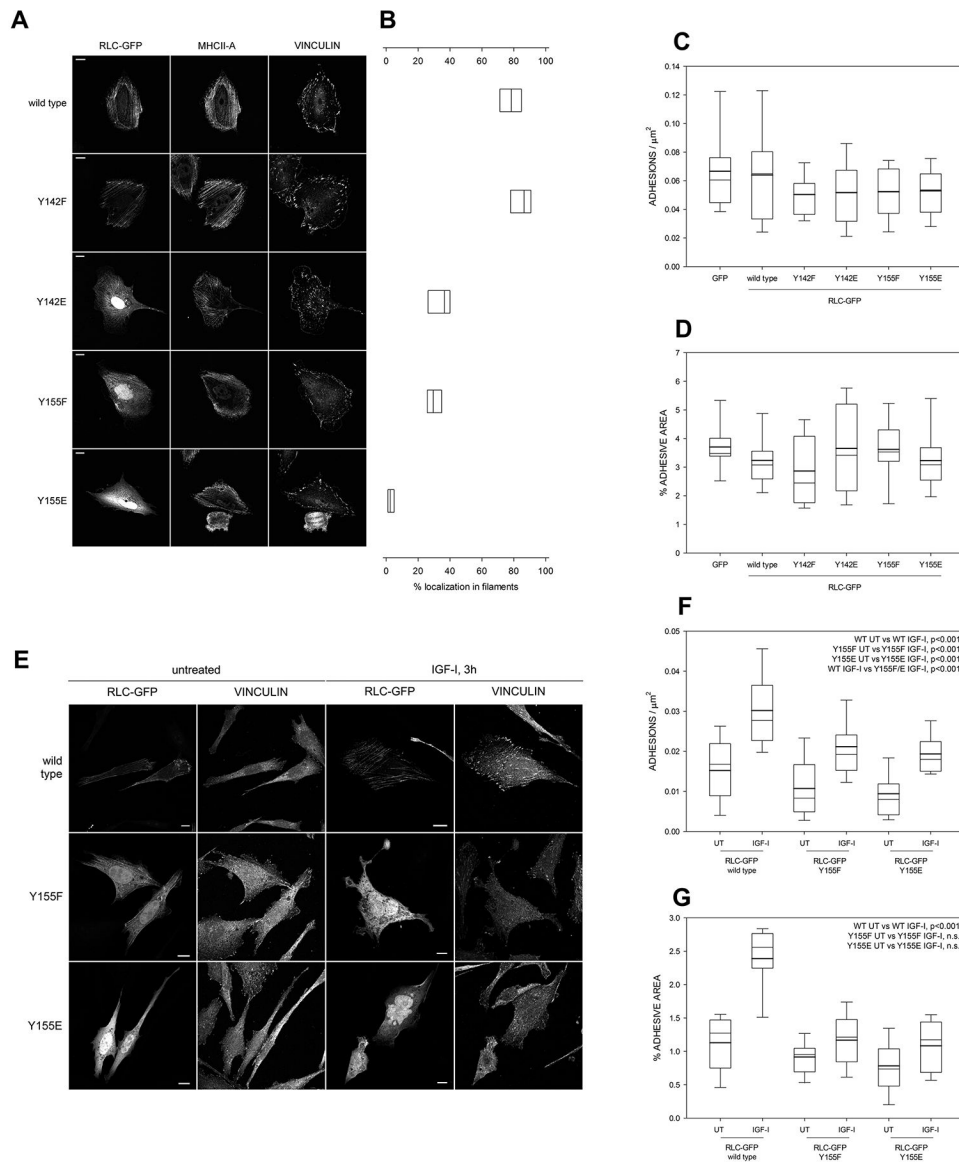 A
RLC-GFP MHCII-A VINCULIN
wild type
Y142F
Y142E
Y155F
Y155E
B
0 20 40 60 80 100
0 20 40 60 80 100
% localization in filaments
C
ADHESIONS / μm²
0.14
0.12
0.10
0.08
0.06
0.04
0.02
0.00
GFP wild type Y142F Y142E Y155F Y155E
RLC-GFP
D
% ADHESIVE AREA
7
6
5
4
3
2
1
0
GFP wild type Y142F Y142E Y155F Y155E
RLC-GFP
E
untreated IGF-I, 3h
RLC-GFP VINCULIN RLC-GFP VINCULIN
wild
type
Y155F
Y155E
F
WT UT vs WT IGF-I, p<0.001
Y155F UT vs Y155F IGF-I, p<0.001
Y155E UT vs Y155E IGF-I, p<0.001
WT IGF-I vs Y155F/E IGF-I, p<0.001
ADHESIONS / μm²
0.05
0.04
0.03
0.02
0.01
0.00
UT IGF-I UT IGF-I UT IGF-I
RLC-GFP RLC-GFP RLC-GFP
wild type Y155F Y155E
G
WT UT vs WT IGF-I, p<0.001
Y155F UT vs Y155F IGF-I, n.s.
Y155E UT vs Y155E IGF-I, n.s.
% ADHESIVE AREA
3.0
2.5
2.0
1.5
1.0
0.5
0.0
UT IGF-I UT IGF-I UT IGF-I
RLC-GFP RLC-GFP RLC-GFP
wild type Y155F Y155E